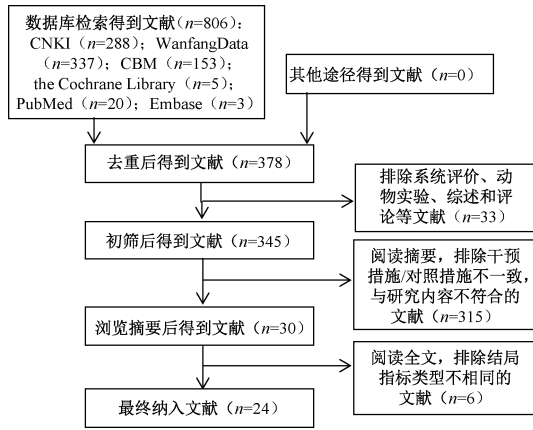 数据库检索得到文献（n=806）：
CNKI（n=288）；WanfangData
（n=337）；CBM（n=153）；
the Cochrane Library（n=5）；
PubMed（n=20）；Embase（n=3）
其他途径得到文献（n=0）
去重后得到文献（n=378）
排除系统评价、动
物实验、综述和评
论等文献（n=33）
初筛后得到文献（n=345）
阅读摘要，排除干预
措施/对照措施不一致，
与研究内容不符合的
文献（n=315）
浏览摘要后得到文献（n=30）
阅读全文，排除结局
指标类型不相同的
文献（n=6）
最终纳入文献（n=24）